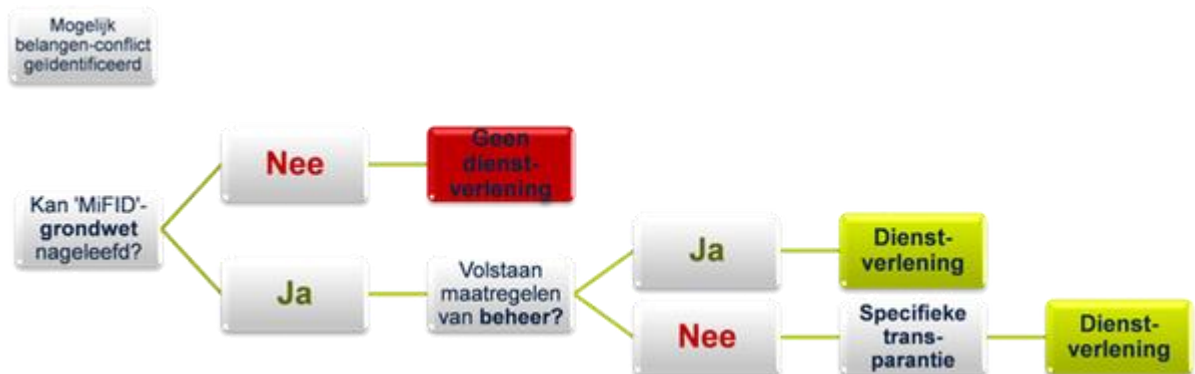 Mogelijk
belangen-conflict
geïdentificeerd
Kan 'MiFID'-
grondwet
nageleefd?
Nee
Geen
dienst-
verlening
Ja
Volstaan
maatregelen
van beheer?
Ja
Dienst-
verlening
Nee
Specifieke
trans-
parantie
Dienst-
verlening